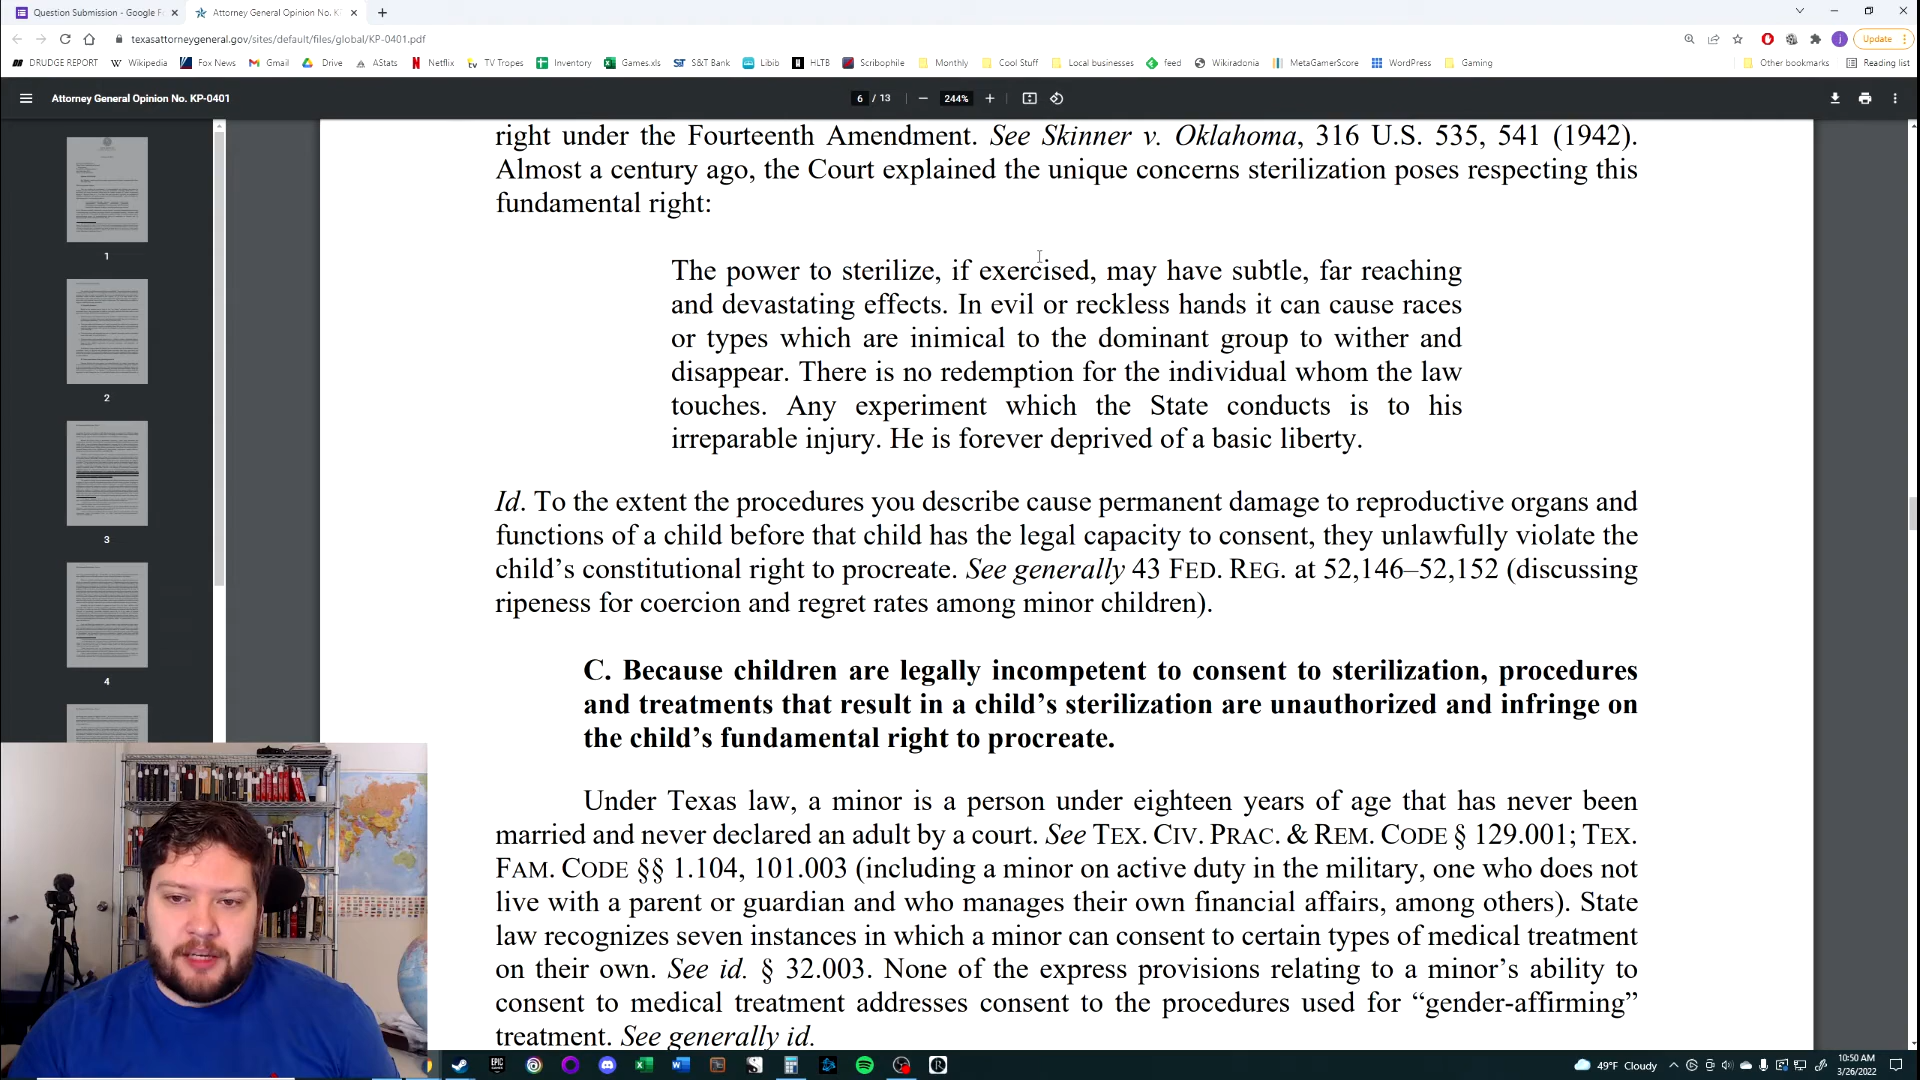 Question Submission - Google F
Attorney General Opinion No. K
texasattorneygeneral.gov/sites/default/files/global/KP-0401.pdf
Update
DRUDGE REPORT Wikipedia Fox News Gmail Drive AStats Netflix TV Tropes Inventory Games.xls S&T Bank Libib HLTB Scribophile Monthly Cool Stuff Local businesses feed Wikiradonia MetaGamerScore WordPress Gaming Other bookmarks Reading list
Attorney General Opinion No. KP-0401
6 / 13
244%
1
2
3
4
right under the Fourteenth Amendment. See Skinner v. Oklahoma, 316 U.S. 535, 541 (1942).
Almost a century ago, the Court explained the unique concerns sterilization poses respecting this
fundamental right:
The power to sterilize, if exercised, may have subtle, far reaching
and devastating effects. In evil or reckless hands it can cause races
or types which are inimical to the dominant group to wither and
disappear. There is no redemption for the individual whom the law
touches. Any experiment which the State conducts is to his
irreparable injury. He is forever deprived of a basic liberty.
Id. To the extent the procedures you describe cause permanent damage to reproductive organs and
functions of a child before that child has the legal capacity to consent, they unlawfully violate the
child’s constitutional right to procreate. See generally 43 FED. REG. at 52,146–52,152 (discussing
ripeness for coercion and regret rates among minor children).
C. Because children are legally incompetent to consent to sterilization, procedures
and treatments that result in a child’s sterilization are unauthorized and infringe on
the child’s fundamental right to procreate.
Under Texas law, a minor is a person under eighteen years of age that has never been
married and never declared an adult by a court. See TEX. CIV. PRAC. & REM. CODE § 129.001; TEX.
FAM. CODE §§ 1.104, 101.003 (including a minor on active duty in the military, one who does not
live with a parent or guardian and who manages their own financial affairs, among others). State
law recognizes seven instances in which a minor can consent to certain types of medical treatment
on their own. See id. § 32.003. None of the express provisions relating to a minor’s ability to
consent to medical treatment addresses consent to the procedures used for “gender-affirming”
treatment. See generally id.
49°F Cloudy
10:50 AM
3/26/2022